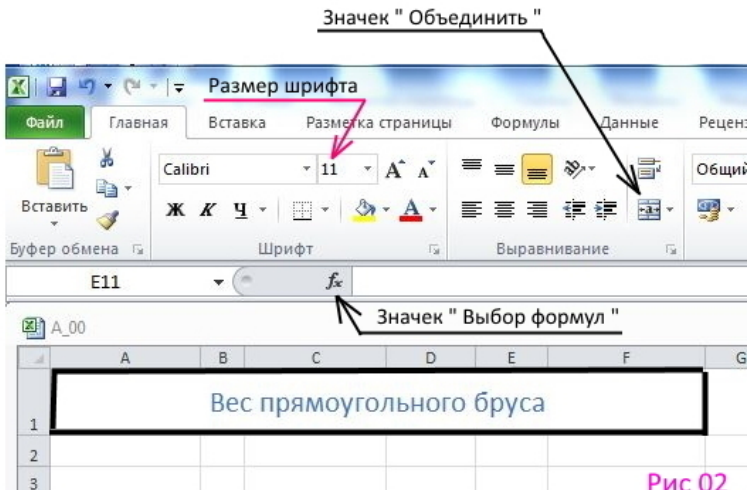 Значек " Объединить "
Размер шрифта
Файл Главная Вставка Разметка страницы Формулы Данные Реценз
Calibri 11 A A Общий
Вставить Ж К Ч A a
Буфер обмена Шрифт Выравнивание
E11 fx
Значек " Выбор формул "
A_00
A B C D E F G
1 Вес прямоугольного бруса
2
3 Рис 02